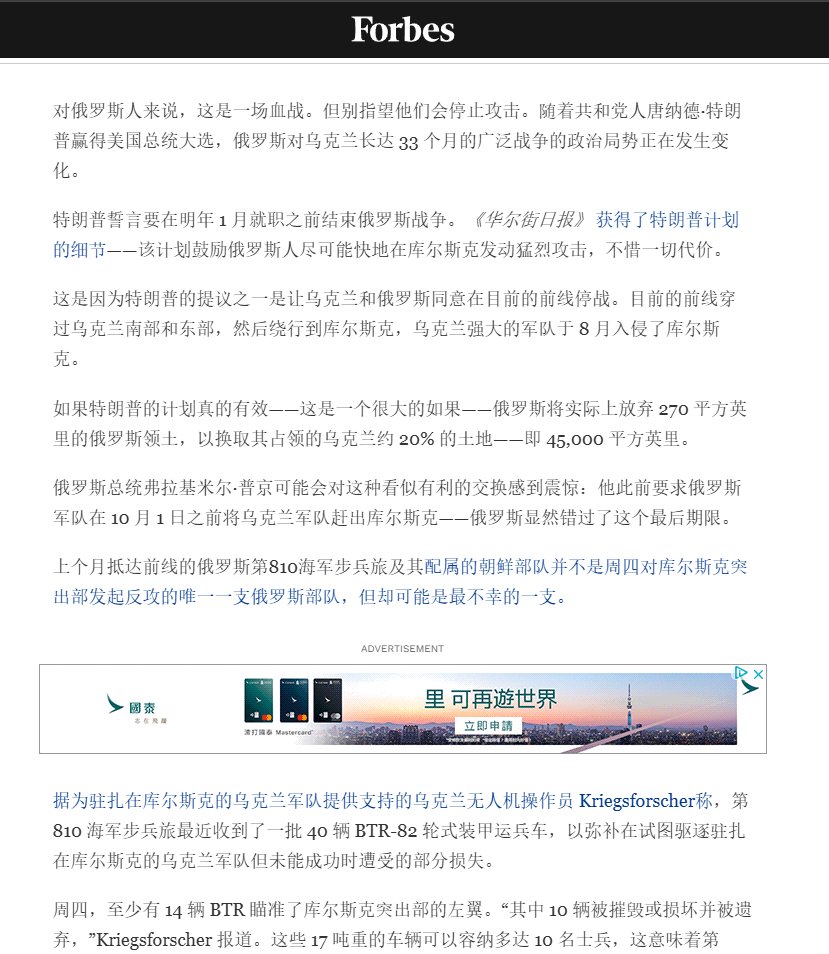 Forbes
对俄罗斯人来说，这是一场血战。但别指望他们会停止攻击。随着共和党人唐纳德·特朗
普赢得美国总统大选，俄罗斯对乌克兰长达 33 个月的广泛战争的政治局势正在发生变
化。
特朗普誓言要在明年 1 月就职之前结束俄罗斯战争。《华尔街日报》 获得了特朗普计划
的细节——该计划鼓励俄罗斯人尽可能快地在库尔斯克发动猛烈攻击，不惜一切代价。
这是因为特朗普的提议之一是让乌克兰和俄罗斯同意在目前的前线停战。目前的前线穿
过乌克兰南部和东部，然后绕行到库尔斯克，乌克兰强大的军队于 8 月入侵了库尔斯
克。
如果特朗普的计划真的有效——这是一个很大的如果——俄罗斯将实际上放弃 270 平方英
里的俄罗斯领土，以换取其占领的乌克兰约 20% 的土地——即 45,000 平方英里。
俄罗斯总统弗拉基米尔·普京可能会对这种看似有利的交换感到震惊：他此前要求俄罗斯
军队在 10 月 1 日之前将乌克兰军队赶出库尔斯克——俄罗斯显然错过了这个最后期限。
上个月抵达前线的俄罗斯第810海军步兵旅及其配属的朝鲜部队并不是周四对库尔斯克突
出部发起反攻的唯一一支俄罗斯部队，但却可能是最不幸的一支。
ADVERTISEMENT
國泰
志在飛躍
渣打國泰 Mastercard
里 可再遊世界
立即申請
据为驻扎在库尔斯克的乌克兰军队提供支持的乌克兰无人机操作员 Kriegsforscher称，第
810 海军步兵旅最近收到了一批 40 辆 BTR-82 轮式装甲运兵车，以弥补在试图驱逐驻扎
在库尔斯克的乌克兰军队但未能成功时遭受的部分损失。
周四，至少有 14 辆 BTR 瞄准了库尔斯克突出部的左翼。“其中 10 辆被摧毁或损坏并被遗
弃，”Kriegsforscher 报道。这些 17 吨重的车辆可以容纳多达 10 名士兵，这意味着第